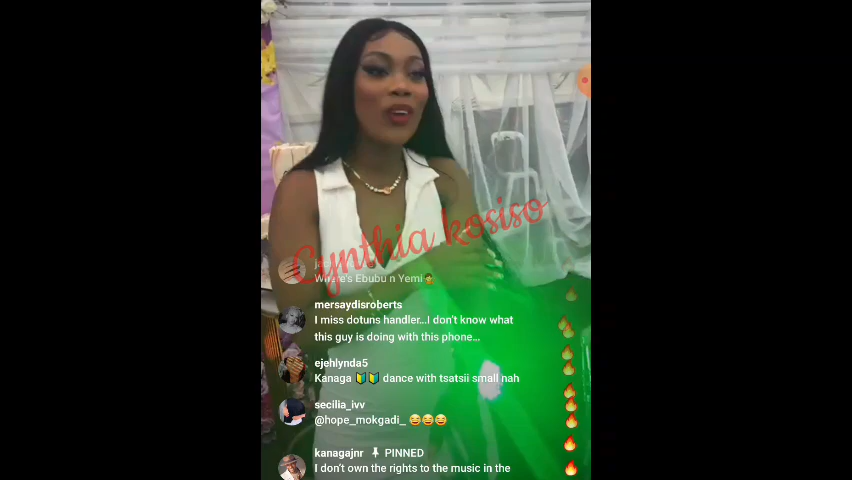 Cynthia kosiso
Where's Ebubu n Yemi🤷
mersaydisroberts
I miss dotuns handler...I don't know what
this guy is doing with this phone...
ejehlynda5
Kanaga 🔰🔰 dance with tsatsii small nah
secilia_ivv
@hope_mokgadi_ 😂😂😂
kanagajnr 📌 PINNED
I don't own the rights to the music in the